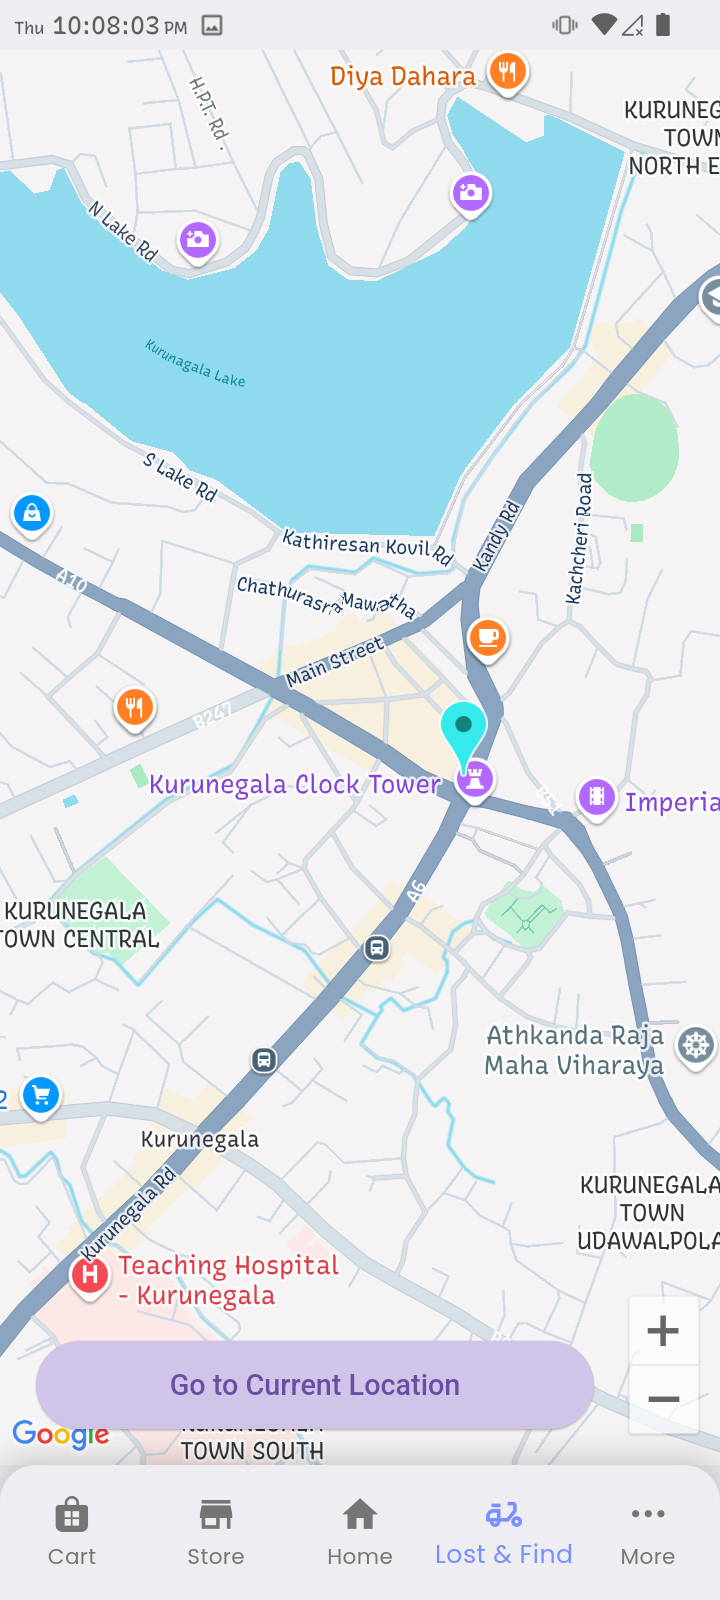 Thu 10:08:03 PM
Diya Dahara
H.P.T. Rd.
KURUNEG
TOWN
NORTH E
N Lake Rd
Kurunagala Lake
S Lake Rd
Kathiresan Kovil Rd
Kandy Rd
Kachcheri Road
A10
Main Street
B247
Kurunegala Clock Tower
Imperia
A6
KURUNEGALA
TOWN CENTRAL
Athkanda Raja
Maha Viharaya
2
Kurunegala
KURUNEGALA
TOWN
UDAWALPOLA
Kurunegala Rd
H
Teaching Hospital
- Kurunegala
+
−
Go to Current Location
Google
TOWN SOUTH
Cart
Store
Home
Lost & Find
More